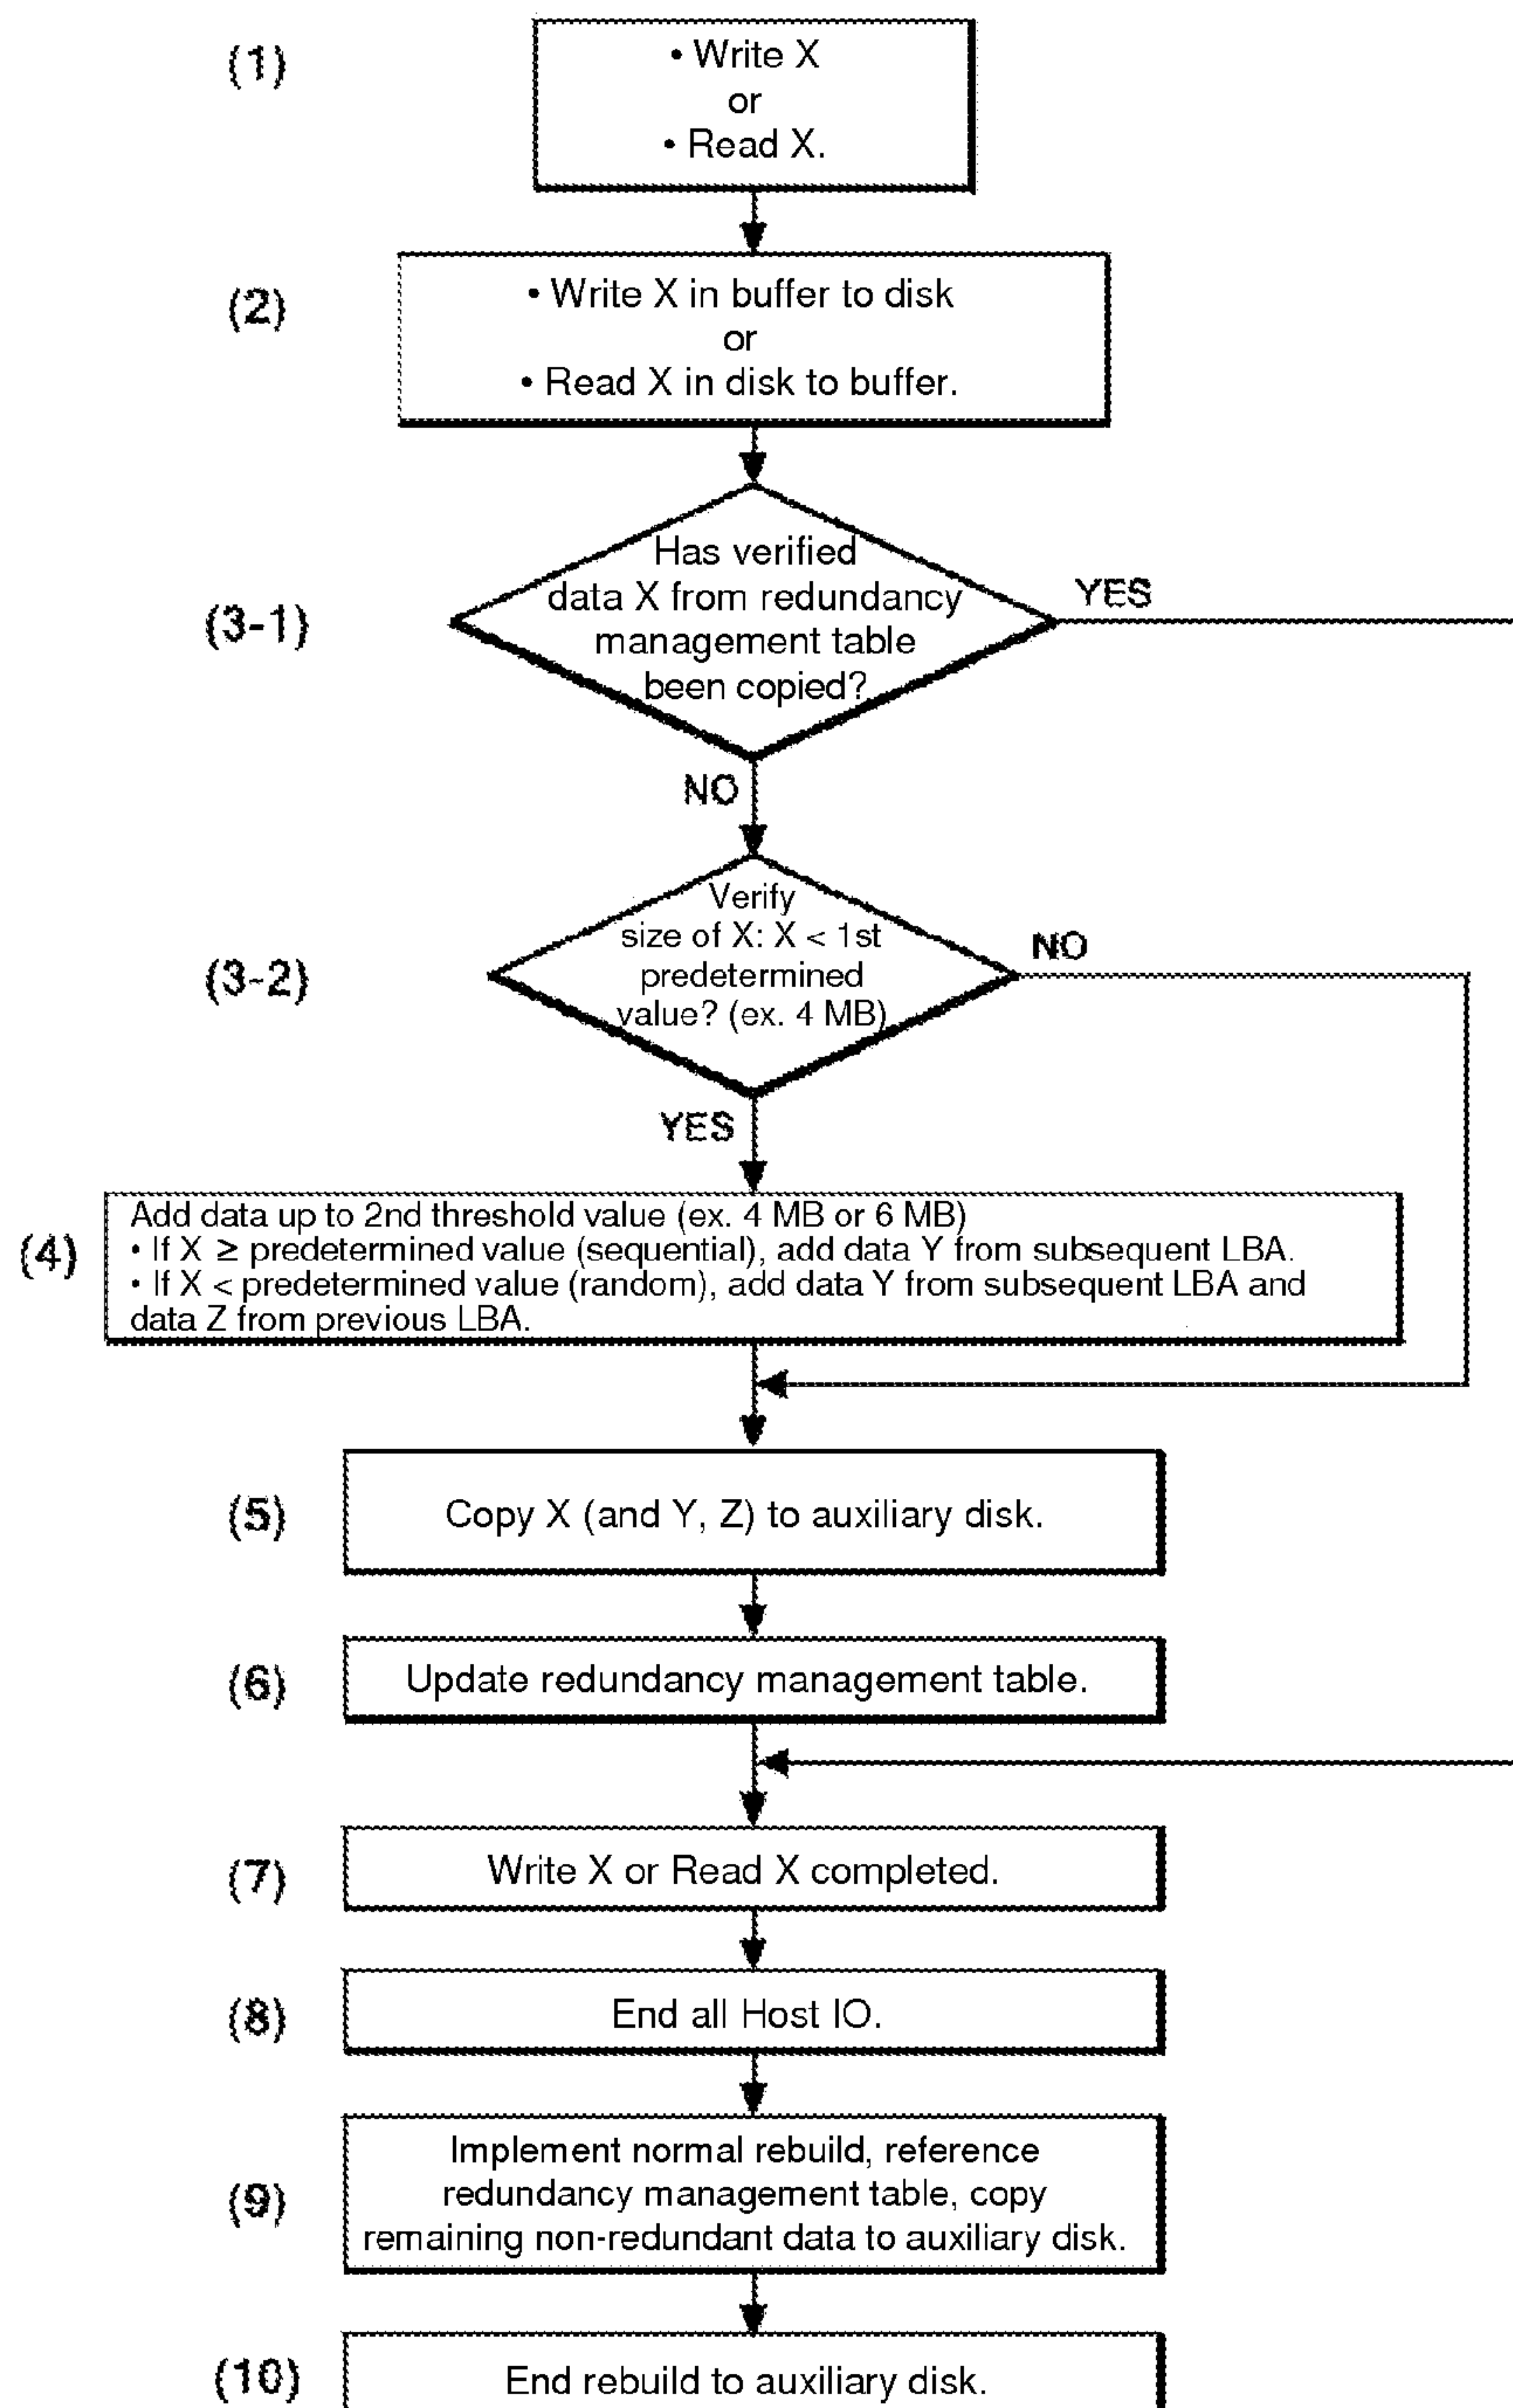 (1)
• Write X
or
• Read X.
(2)
• Write X in buffer to disk
or
• Read X in disk to buffer.
(3-1)
Has verified
data X from redundancy
management table
been copied?
YES
NO
(3-2)
Verify
size of X: X < 1st
predetermined
value? (ex. 4 MB)
NO
YES
(4)
Add data up to 2nd threshold value (ex. 4 MB or 6 MB)
• If X ≥ predetermined value (sequential), add data Y from subsequent LBA.
• If X < predetermined value (random), add data Y from subsequent LBA and
data Z from previous LBA.
(5)
Copy X (and Y, Z) to auxiliary disk.
(6)
Update redundancy management table.
(7)
Write X or Read X completed.
(8)
End all Host IO.
(9)
Implement normal rebuild, reference
redundancy management table, copy
remaining non-redundant data to auxiliary disk.
(10)
End rebuild to auxiliary disk.